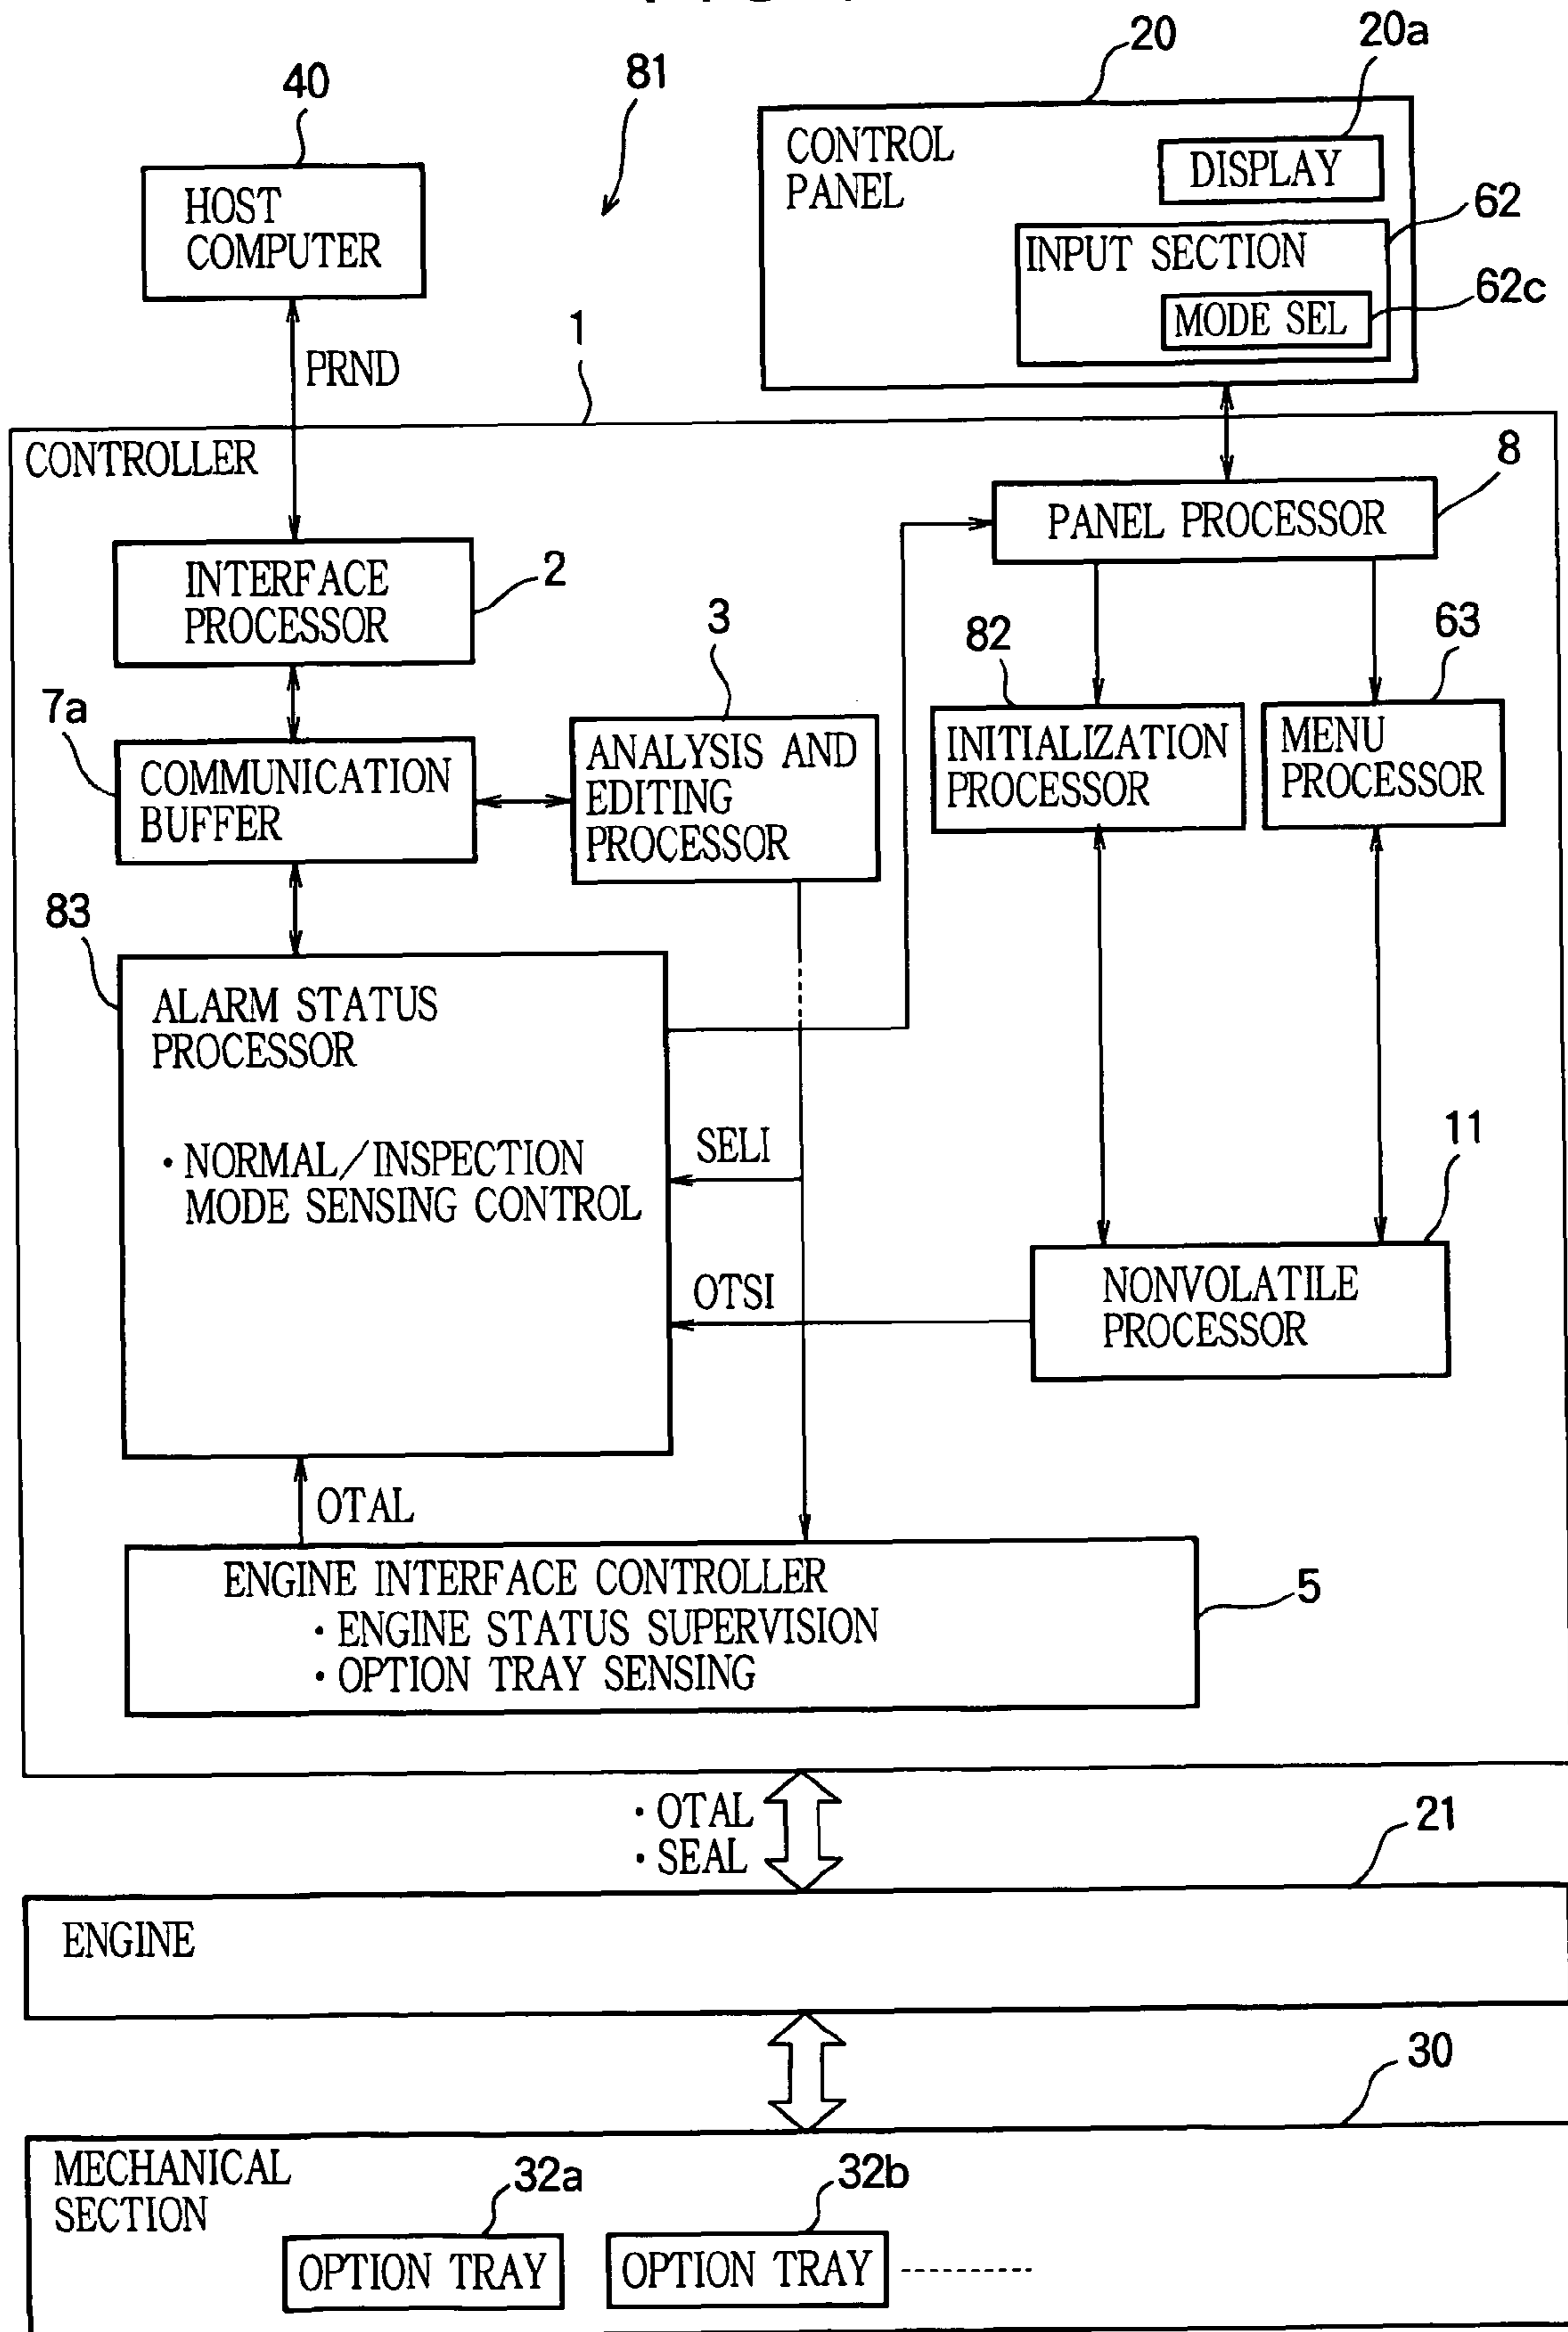 20
20a
40
81
CONTROL
PANEL
DISPLAY
HOST
COMPUTER
62
INPUT SECTION
62c
MODE SEL
1
PRND
CONTROLLER
8
PANEL PROCESSOR
INTERFACE
PROCESSOR
2
3
82
63
7a
COMMUNICATION
BUFFER
ANALYSIS AND
EDITING
PROCESSOR
INITIALIZATION
PROCESSOR
MENU
PROCESSOR
83
ALARM STATUS
PROCESSOR
· NORMAL/INSPECTION
MODE SENSING CONTROL
SELI
11
OTSI
NONVOLATILE
PROCESSOR
OTAL
ENGINE INTERFACE CONTROLLER
· ENGINE STATUS SUPERVISION
· OPTION TRAY SENSING
5
· OTAL
· SEAL
21
ENGINE
30
MECHANICAL
SECTION
32a
32b
OPTION TRAY
OPTION TRAY